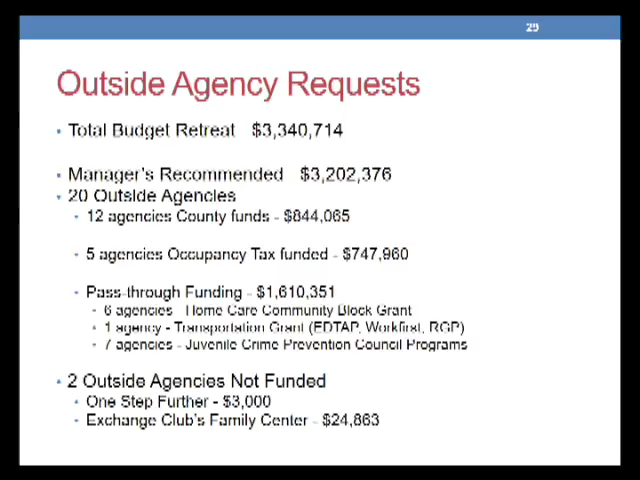 29
Outside Agency Requests
• Total Budget Retreat $3,340,714
• Manager's Recommended $3,202,376
• 20 Outside Agencies
• 12 agencies County funds - $844,065
• 5 agencies Occupancy Tax funded - $747,960
• Pass-through Funding - $1,610,351
• 6 agencies - Home Care Community Block Grant
• 1 agency - Transportation Grant (EDTAP, Workfirst, RGP)
• 7 agencies - Juvenile Crime Prevention Council Programs
• 2 Outside Agencies Not Funded
• One Step Further - $3,000
• Exchange Club's Family Center - $24,863